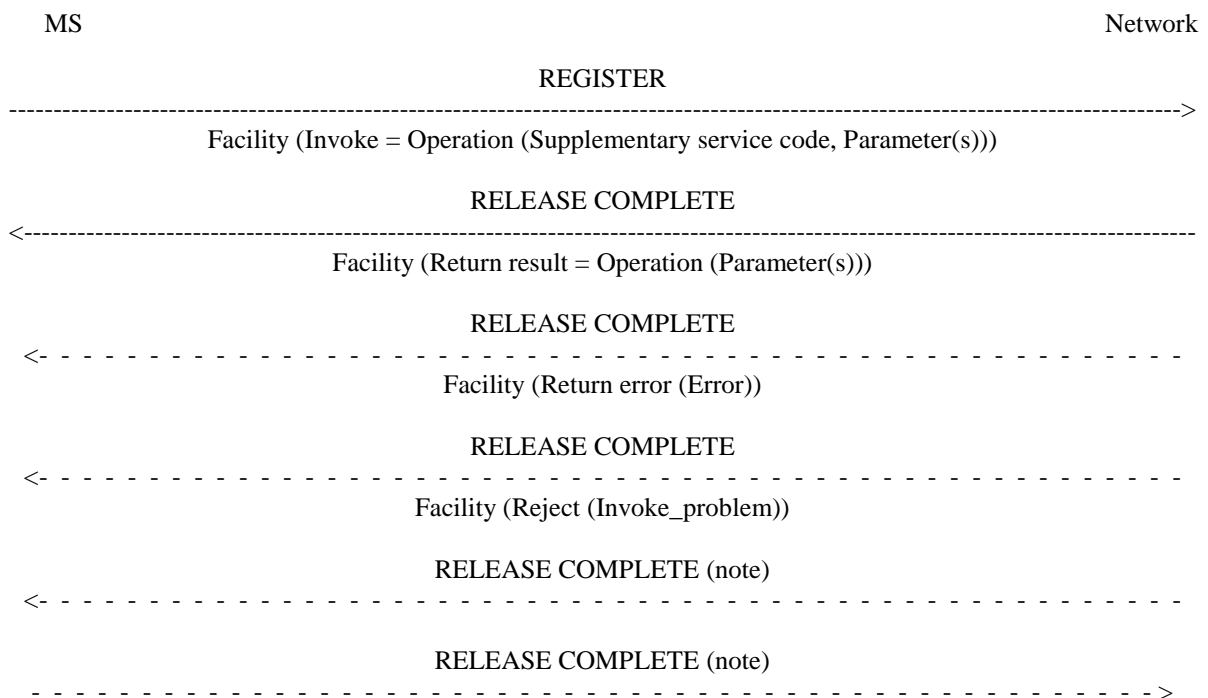 MS Network
REGISTER
Facility (Invoke = Operation (Supplementary service code, Parameter(s)))
RELEASE COMPLETE
Facility (Return result = Operation (Parameter(s)))
RELEASE COMPLETE
Facility (Return error (Error))
RELEASE COMPLETE
Facility (Reject (Invoke_problem))
RELEASE COMPLETE (note)
RELEASE COMPLETE (note)